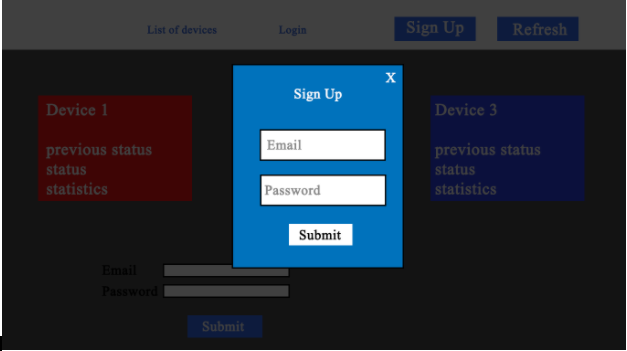 List of devices Login Sign Up Refresh
X
Sign Up
Device 1
previous status
status
statistics
Device 3
previous status
status
statistics
Email
Password
Submit
Email
Password
Submit